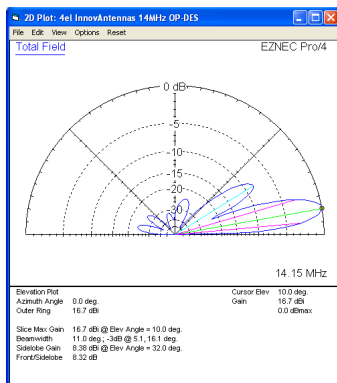 2D Plot: 4el InnovAntennas 14MHz OP-DES
File Edit View Options Reset
Total Field EZNEC Pro/4
0 dB
-5
-10
-15
-20
-30
14.15 MHz
Elevation Plot Cursor Elev 10.0 deg.
Azimuth Angle 0.0 deg. Gain 16.7 dBi
Outer Ring 16.7 dBi 0.0 dBmax
Slice Max Gain 16.7 dBi @ Elev Angle = 10.0 deg.
Beamwidth 11.0 deg.; -3dB @ 5.1, 16.1 deg.
Sidelobe Gain 8.38 dBi @ Elev Angle = 32.0 deg.
Front/Sidelobe 8.32 dB